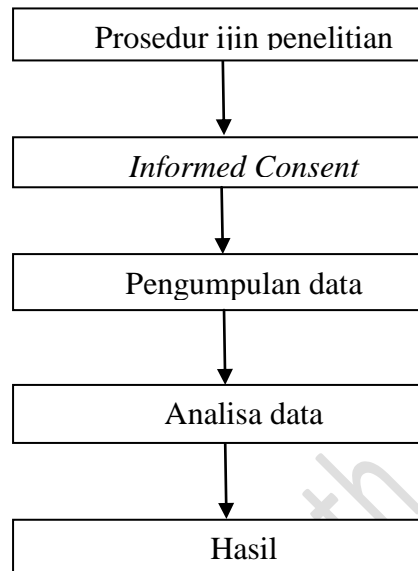 Prosedur ijin penelitian
Informed Consent
Pengumpulan data
Analisa data
Hasil